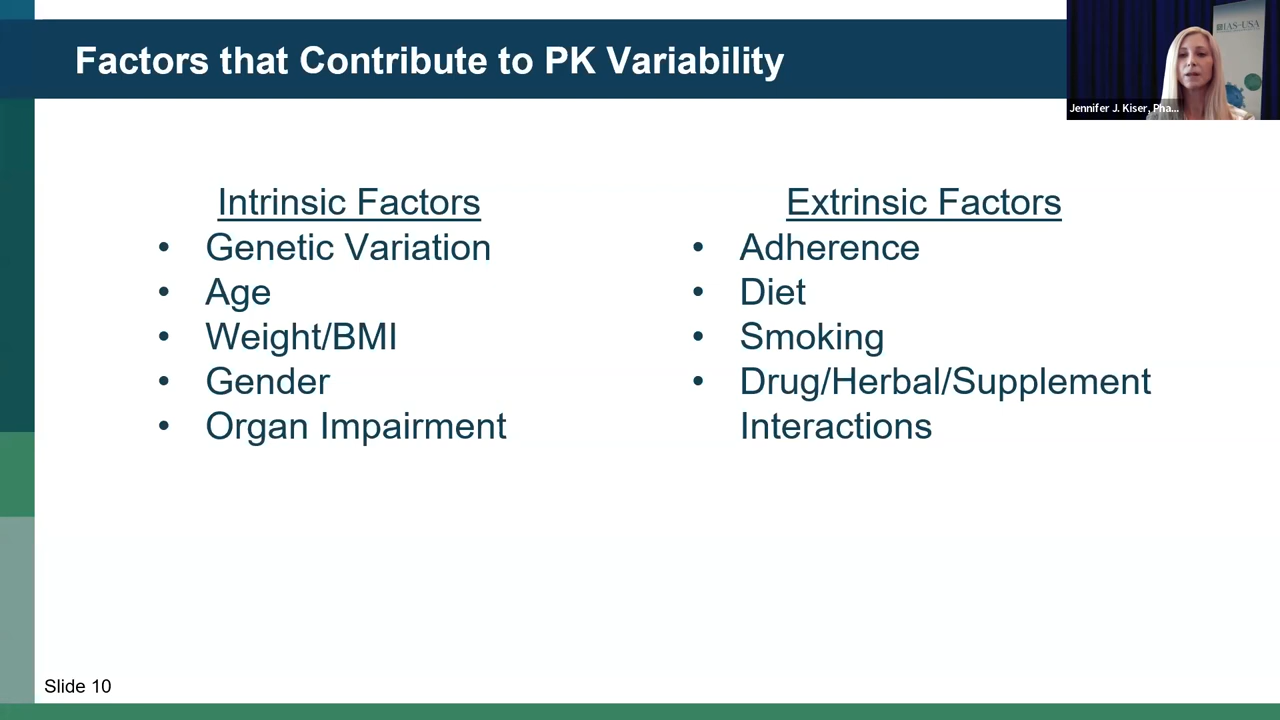 Factors that Contribute to PK Variability
IAS-USA
Jennifer J. Kiser, Pha...
Intrinsic Factors
• Genetic Variation
• Age
• Weight/BMI
• Gender
• Organ Impairment
Extrinsic Factors
• Adherence
• Diet
• Smoking
• Drug/Herbal/Supplement
Interactions
Slide 10